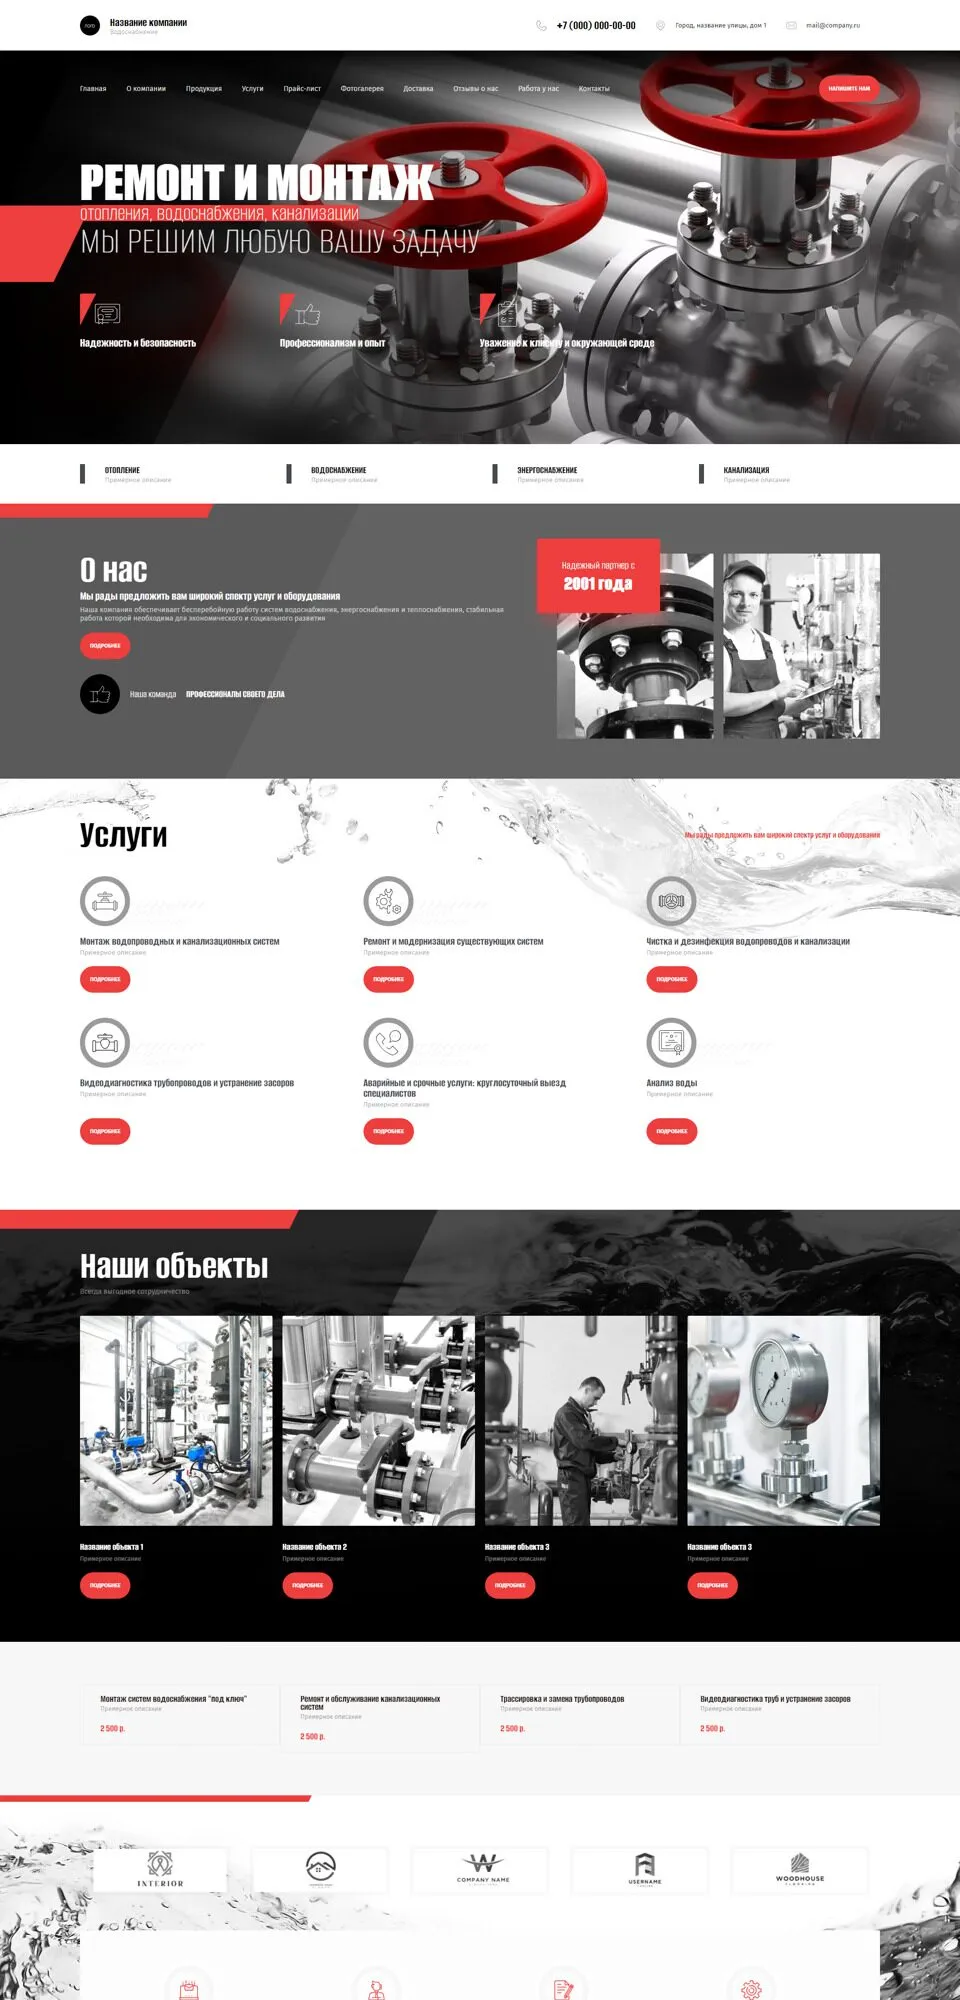 Название компании
Водоснабжение
+7 (000) 000-00-00
Город, название улицы, дом 1
mail@company.ru
Главная О компании Продукция Услуги Прайс-лист Фотогалерея Доставка Отзывы о нас Работа у нас Контакты
НАПИШИТЕ НАМ
РЕМОНТ И МОНТАЖ
отопления, водоснабжения, канализации
МЫ РЕШИМ ЛЮБУЮ ВАШУ ЗАДАЧУ
Надежность и безопасность
Профессионализм и опыт
Уважение к клиенту и окружающей среде
ОТОПЛЕНИЕ
Примерное описание
ВОДОСНАБЖЕНИЕ
Примерное описание
ЭНЕРГОСНАБЖЕНИЕ
Примерное описание
КАНАЛИЗАЦИЯ
Примерное описание
О нас
Мы рады предложить вам широкий спектр услуг и оборудования
Наша компания обеспечивает бесперебойную работу систем водоснабжения, энергоснабжения и теплоснабжения, стабильная
работа которой необходима для экономического и социального развития
ПОДРОБНЕЕ
Наша команда ПРОФЕССИОНАЛЫ СВОЕГО ДЕЛА
Надежный партнер с
2001 года
Услуги
Мы рады предложить вам широкий спектр услуг и оборудования
Монтаж водопроводных и канализационных систем
Примерное описание
ПОДРОБНЕЕ
Ремонт и модернизация существующих систем
Примерное описание
ПОДРОБНЕЕ
Чистка и дезинфекция водопроводов и канализации
Примерное описание
ПОДРОБНЕЕ
Видеодиагностика трубопроводов и устранение засоров
Примерное описание
ПОДРОБНЕЕ
Аварийные и срочные услуги: круглосуточный выезд
специалистов
Примерное описание
ПОДРОБНЕЕ
Анализ воды
Примерное описание
ПОДРОБНЕЕ
Наши объекты
Всегда выгодное сотрудничество
Название объекта 1
Примерное описание
ПОДРОБНЕЕ
Название объекта 2
Примерное описание
ПОДРОБНЕЕ
Название объекта 3
Примерное описание
ПОДРОБНЕЕ
Название объекта 3
Примерное описание
ПОДРОБНЕЕ
Монтаж систем водоснабжения "под ключ"
Примерное описание
2 500 р.
Ремонт и обслуживание канализационных
систем
Примерное описание
2 500 р.
Трассировка и замена трубопроводов
Примерное описание
2 500 р.
Видеодиагностика труб и устранение засоров
Примерное описание
2 500 р.
INTERIOR
COMPANY NAME
USERNAME
WOODHOUSE